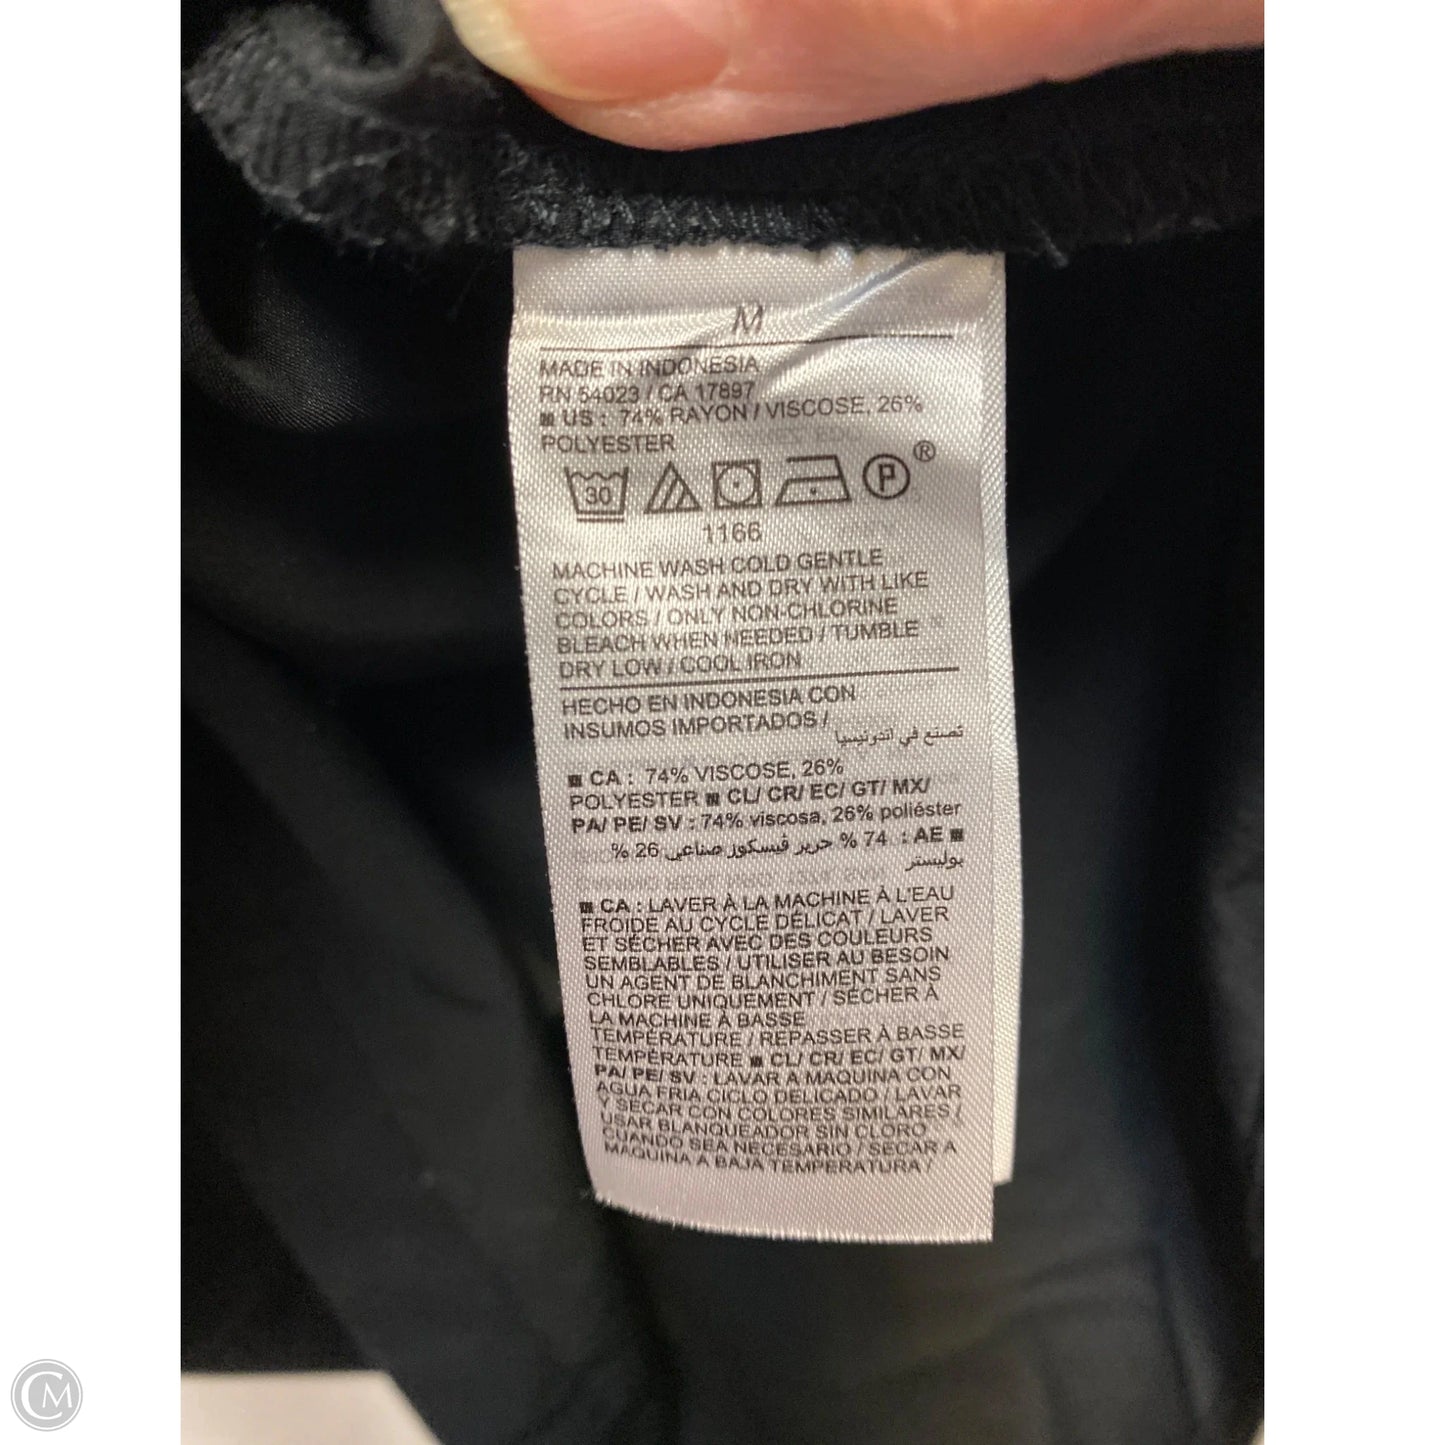 M
MADE IN INDONESIA
RN 54023 / CA 17897
US : 74% RAYON / VISCOSE, 26%
POLYESTER
30 P ®
1166
MACHINE WASH COLD GENTLE
CYCLE / WASH AND DRY WITH LIKE
COLORS / ONLY NON-CHLORINE
BLEACH WHEN NEEDED / TUMBLE
DRY LOW / COOL IRON
HECHO EN INDONESIA CON
INSUMOS IMPORTADOS / تصنع في اندونيسيا
CA : 74% VISCOSE, 26%
POLYESTER CL/ CR/ EC/ GT/ MX/
PA/ PE/ SV : 74% viscosa, 26% poliéster
AE : 74 % حرير فيسكوز صناعي 26 %
بوليستر
CA : LAVER À LA MACHINE À L'EAU
FROIDE AU CYCLE DÉLICAT / LAVER
ET SÉCHER AVEC DES COULEURS
SEMBLABLES / UTILISER AU BESOIN
UN AGENT DE BLANCHIMENT SANS
CHLORE UNIQUEMENT / SÉCHER À
LA MACHINE À BASSE
TEMPÉRATURE / REPASSER À BASSE
TEMPÉRATURE CL/ CR/ EC/ GT/ MX/
PA/ PE/ SV : LAVAR A MAQUINA CON
AGUA FRIA CICLO DELICADO / LAVAR
Y SECAR CON COLORES SIMILARES /
USAR BLANQUEADOR SIN CLORO
CUANDO SEA NECESARIO / SECAR A
MAQUINA A BAJA TEMPERATURA /
CM